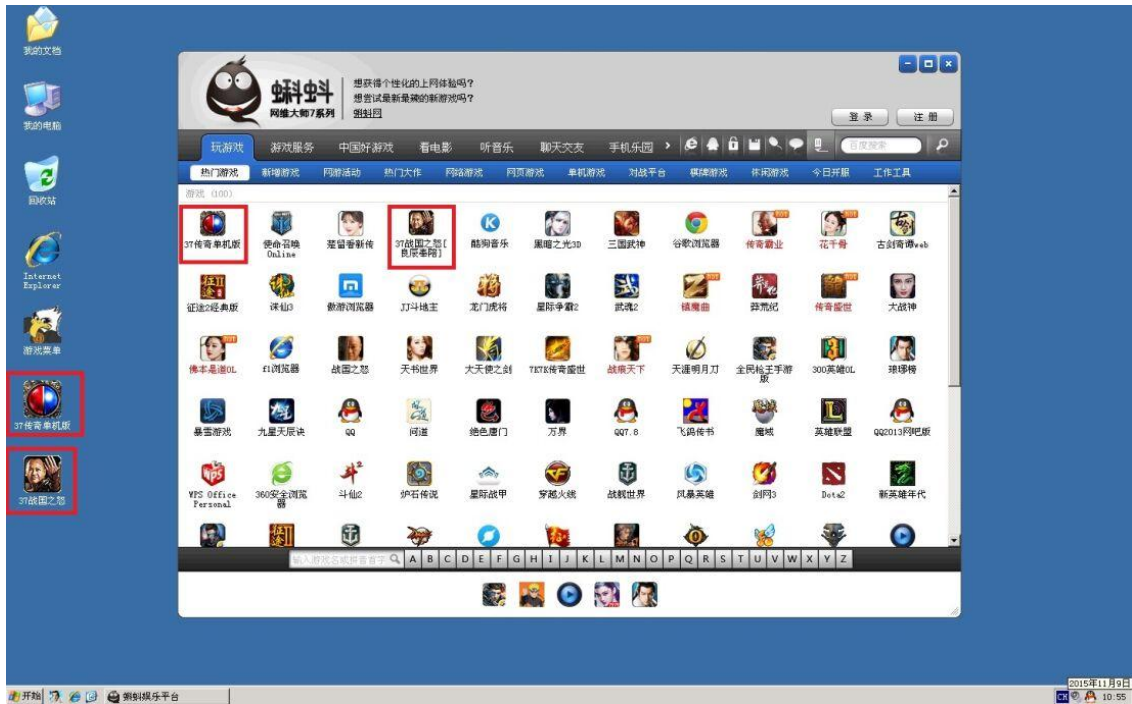 我的文档
我的电脑
回收站
Internet
Explorer
游戏菜单
37传奇单机版
37战国之怒
蝌蚪
网维大师7系列
想获得个性化的上网体验吗?
想尝试最新最辣的新游戏吗?
蝌蚪网
登录 注册
玩游戏 游戏服务 中国好游戏 看电影 听音乐 聊天交友 手机乐园 百度搜索
热门游戏 新增游戏 网游活动 热门大作 网络游戏 网页游戏 单机游戏 对战平台 棋牌游戏 休闲游戏 今日开服 工作工具
游戏 (100)
37传奇单机版 使命召唤 楚留香新传 37战国之怒[ 酷狗音乐 黑暗之光3D 三国武神 谷歌浏览器 传奇霸业 花千骨 古剑奇谭web
Online 良辰奉陪]
征途2经典版 诛仙3 傲游浏览器 JJ斗地主 龙门虎将 星际争霸2 武魂2 镇魔曲 莽荒纪 传奇盛世 大战神
佛本是道OL f1浏览器 战国之怒 天书世界 大天使之剑 7K7K传奇盛世 战痕天下 天涯明月刀 全民枪王手游 300英雄OL 琅琊榜
版
暴雪游戏 九星天辰诀 QQ 问道 绝色唐门 万界 QQ7.8 飞鸽传书 魔域 英雄联盟 QQ2013网吧版
WPS Office 360安全浏览 斗仙2 炉石传说 星际战甲 穿越火线 战舰世界 风暴英雄 剑网3 Dota2 新英雄年代
Personal 器
输入游戏名或拼音首字 A B C D E F G H I J K L M N O P Q R S T U V W X Y Z
2015年11月9日
开始 蝌蚪娱乐平台 10:55